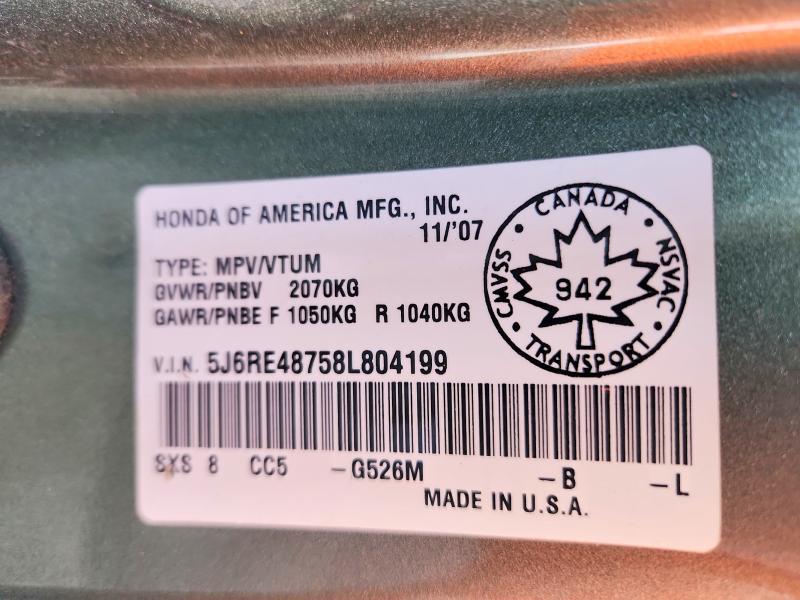 HONDA OF AMERICA MFG., INC.
11/'07
TYPE: MPV/VTUM
GVWR/PNBV 2070KG
GAWR/PNBE F 1050KG R 1040KG
V.I.N. 5J6RE48758L804199
CANADA
CMVSS
NSVAC
942
TRANSPORT
SXS 8 CC5 -G526M -B -L
MADE IN U.S.A.